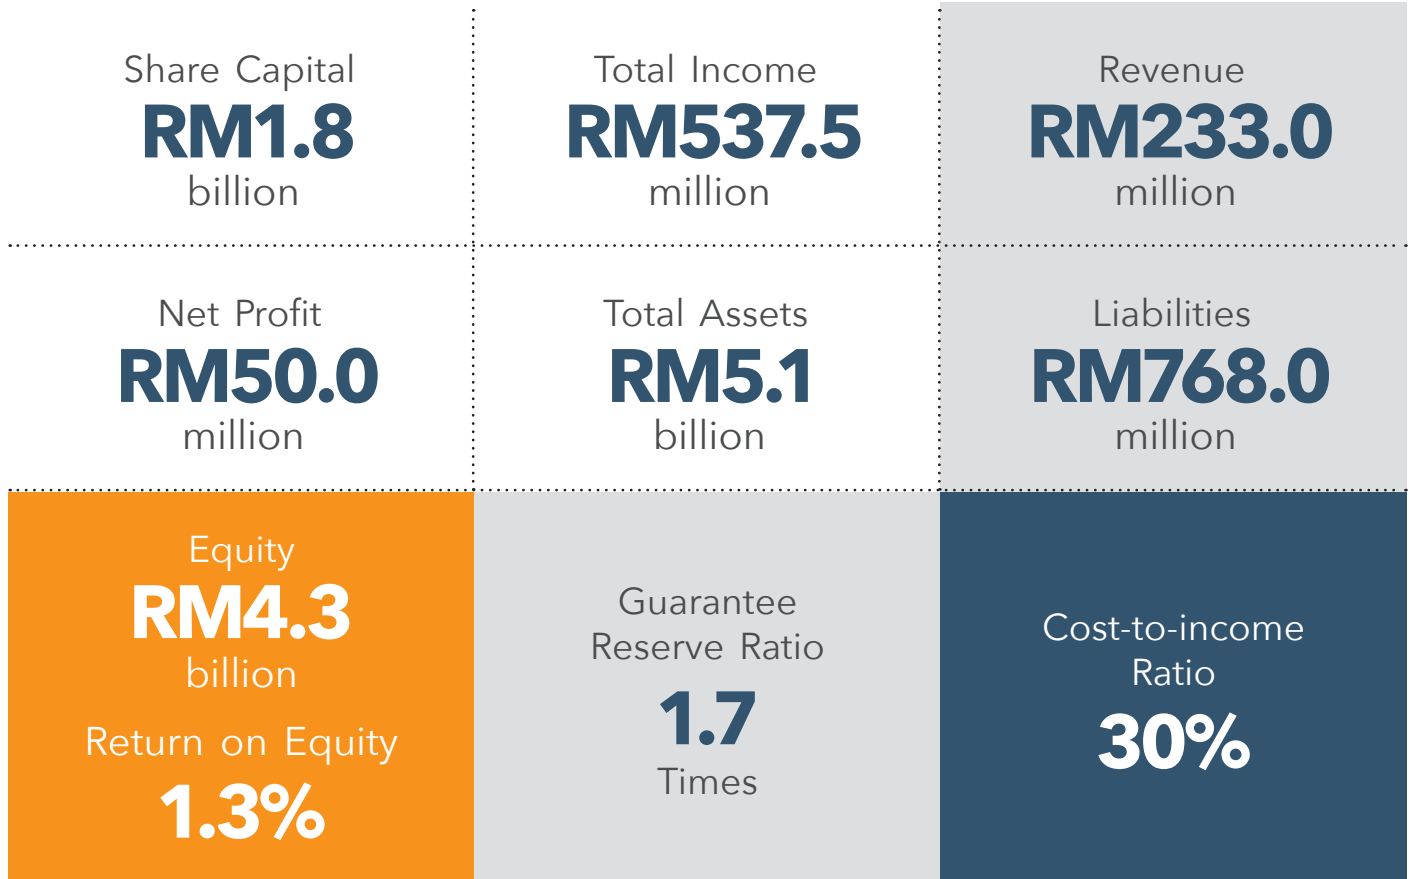 Share Capital
RM1.8
billion
Total Income
RM537.5
million
Revenue
RM233.0
million
Net Profit
RM50.0
million
Total Assets
RM5.1
billion
Liabilities
RM768.0
million
Equity
RM4.3
billion
Return on Equity
1.3%
Guarantee
Reserve Ratio
1.7
Times
Cost-to-income
Ratio
30%